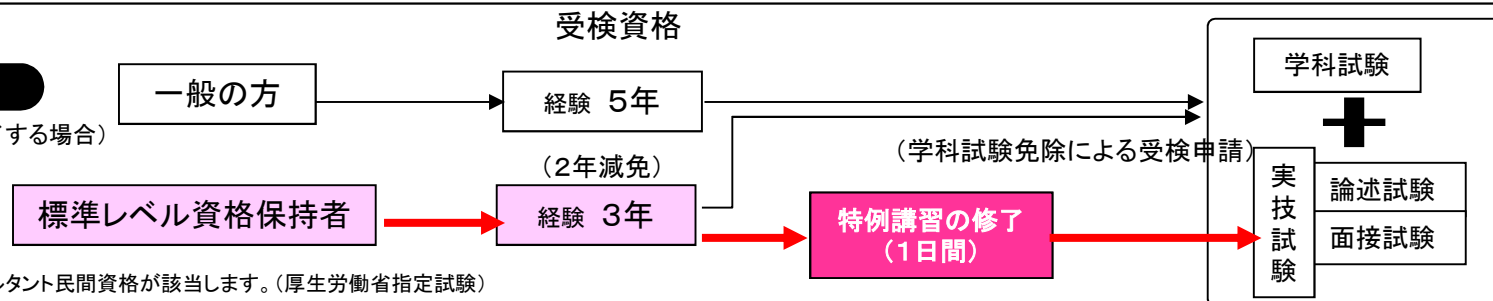 受検資格
学科試験
一般の方
経験 5年
する場合）
（2年減免）
（学科試験免除による受検申請）
標準レベル資格保持者
経験 3年
特例講習の修了
（1日間）
実技試験
論述試験
面接試験
ルタント民間資格が該当します。（厚生労働省指定試験）